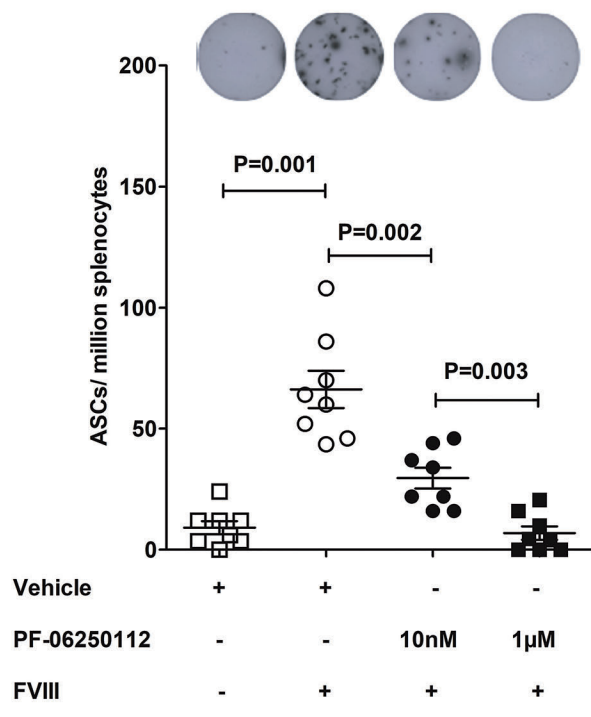 200
P=0.001
150
P=0.002
100
P=0.003
50
0
ASCs/ million splenocytes
Vehicle + + - -
PF-06250112 - - 10nM 1µM
FVIII - + + +